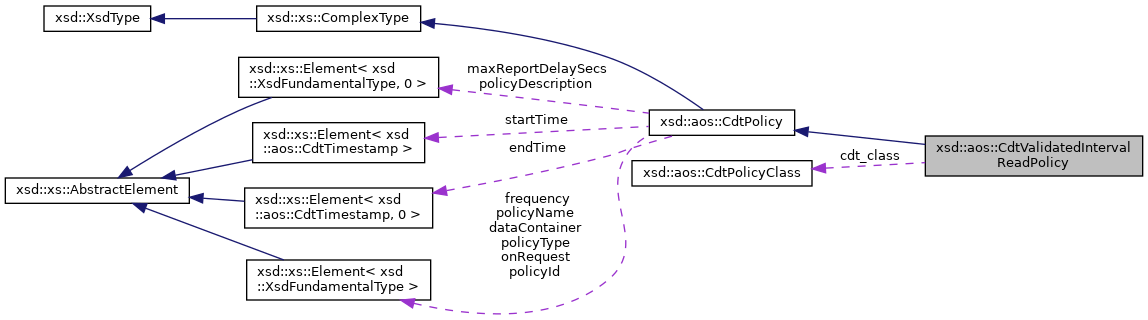 xsd::XsdType
xsd::xs::ComplexType
xsd::xs::Element< xsd
::XsdFundamentalType, 0 >
maxReportDelaySecs
policyDescription
xsd::xs::Element< xsd
::aos::CdtTimestamp >
startTime
endTime
xsd::aos::CdtPolicy
xsd::aos::CdtValidatedInterval
ReadPolicy
cdt_class
xsd::aos::CdtPolicyClass
xsd::xs::AbstractElement
xsd::xs::Element< xsd
::aos::CdtTimestamp, 0 >
frequency
policyName
dataContainer
policyType
onRequest
policyId
xsd::xs::Element< xsd
::XsdFundamentalType >